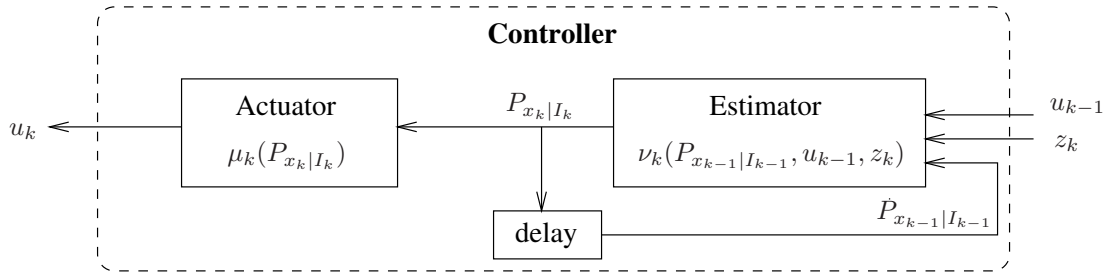 Controller
Actuator
μ_k(P_{x_k|I_k})
P_{x_k|I_k}
Estimator
ν_k(P_{x_{k-1}|I_{k-1}}, u_{k-1}, z_k)
u_k
u_{k-1}
z_k
delay
P_{x_{k-1}|I_{k-1}}